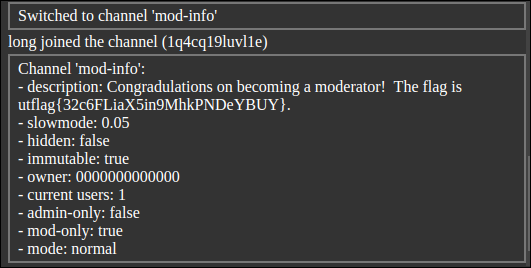 Switched to channel 'mod-info'
long joined the channel (1q4cq19luvl1e)
Channel 'mod-info':
- description: Congradulations on becoming a moderator!  The flag is
utflag{32c6FLiaX5in9MhkPNDeYBUY}.
- slowmode: 0.05
- hidden: false
- immutable: true
- owner: 0000000000000
- current users: 1
- admin-only: false
- mod-only: true
- mode: normal